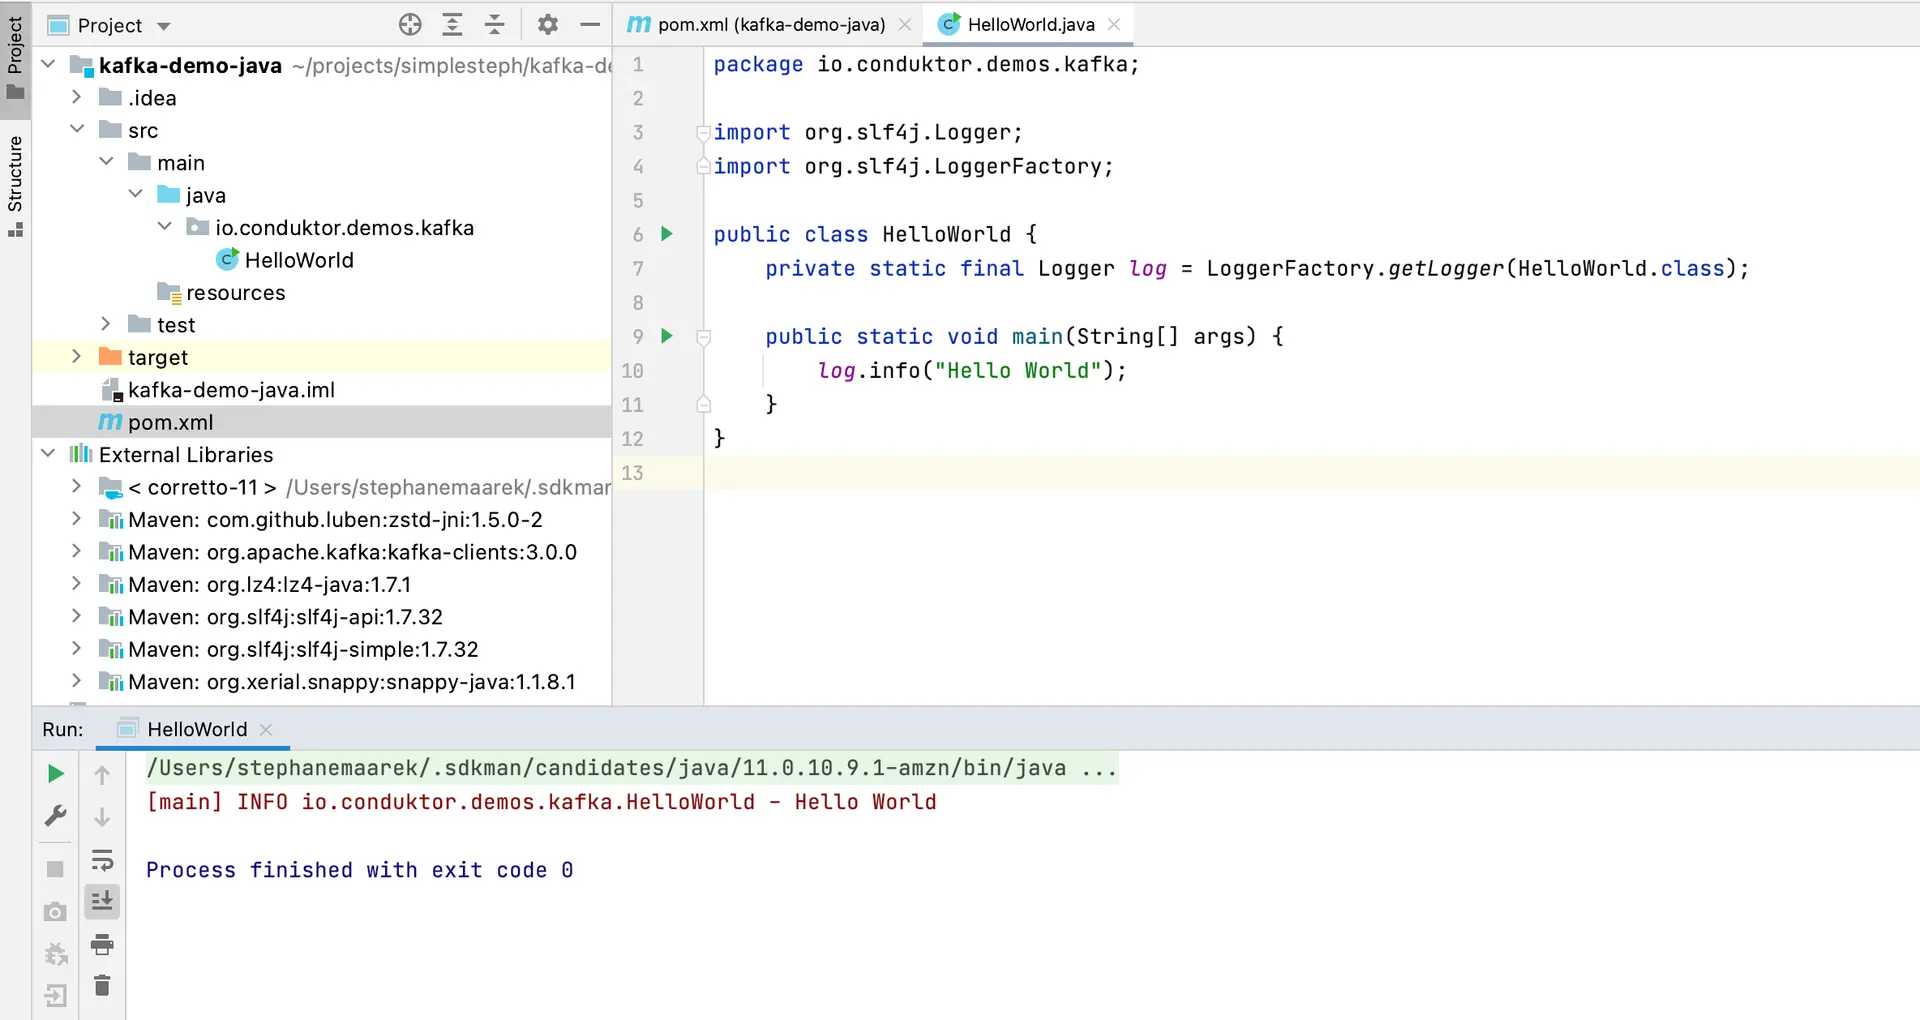 Project
Structure
Project
kafka-demo-java ~/projects/simplesteph/kafka-de
.idea
src
main
java
io.conduktor.demos.kafka
HelloWorld
resources
test
target
kafka-demo-java.iml
pom.xml
External Libraries
< corretto-11 > /Users/stephanemaarek/.sdkmar
Maven: com.github.luben:zstd-jni:1.5.0-2
Maven: org.apache.kafka:kafka-clients:3.0.0
Maven: org.lz4:lz4-java:1.7.1
Maven: org.slf4j:slf4j-api:1.7.32
Maven: org.slf4j:slf4j-simple:1.7.32
Maven: org.xerial.snappy:snappy-java:1.1.8.1
pom.xml (kafka-demo-java)
HelloWorld.java
1 package io.conduktor.demos.kafka;
2
3 import org.slf4j.Logger;
4 import org.slf4j.LoggerFactory;
5
6 public class HelloWorld {
7 private static final Logger log = LoggerFactory.getLogger(HelloWorld.class);
8
9 public static void main(String[] args) {
10 log.info("Hello World");
11 }
12 }
13
Run: HelloWorld
/Users/stephanemaarek/.sdkman/candidates/java/11.0.10.9.1-amzn/bin/java ...
[main] INFO io.conduktor.demos.kafka.HelloWorld - Hello World
Process finished with exit code 0